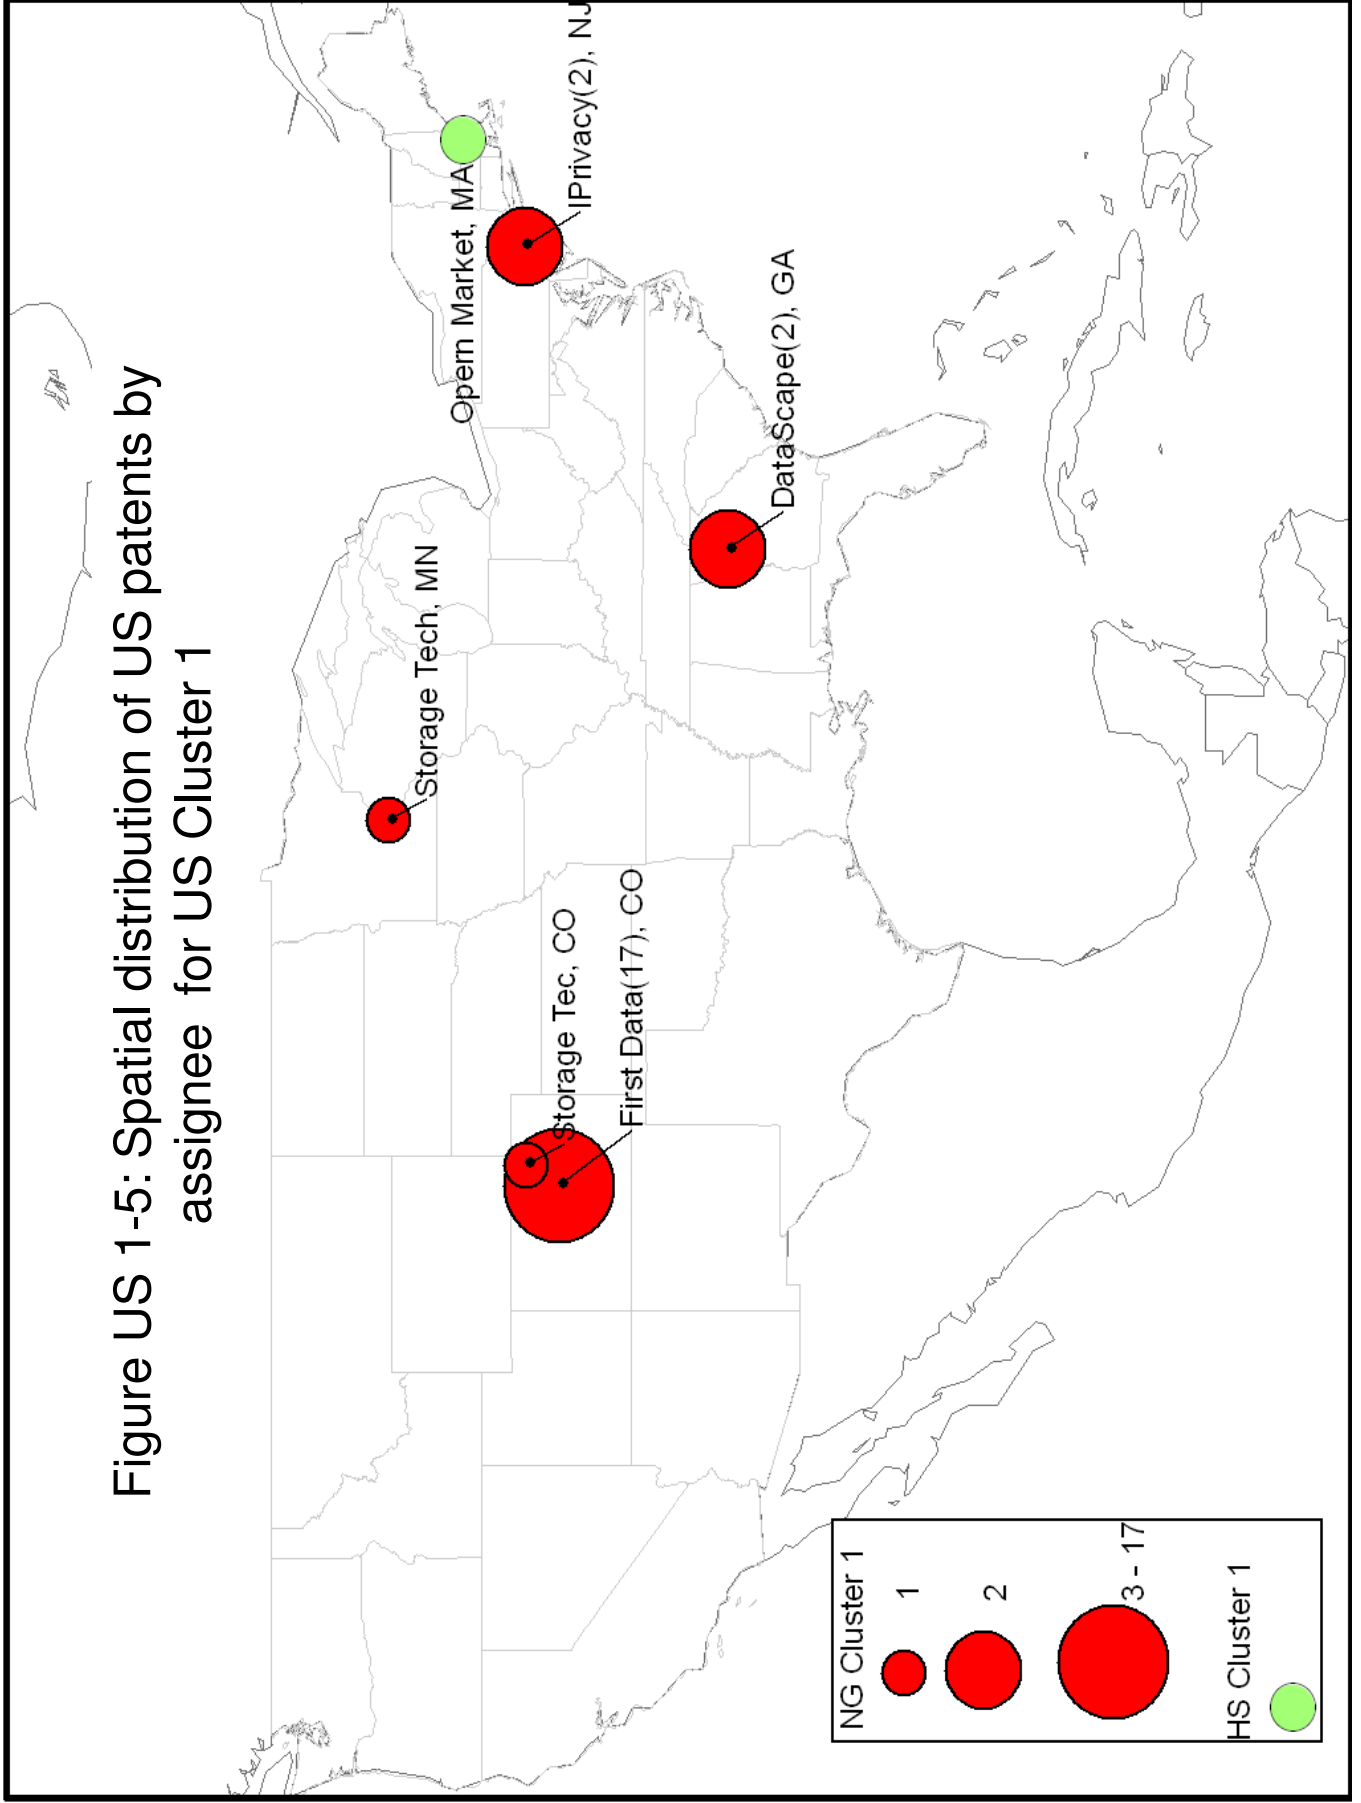 Figure US 1-5: Spatial distribution of US patents by
assignee for US Cluster 1
Storage Tech, MN
Opern Market, MA
IPrivacy(2), NJ
Storage Tec, CO
First Data(17), CO
DataScape(2), GA
NG Cluster 1
1
2
3 - 17
HS Cluster 1